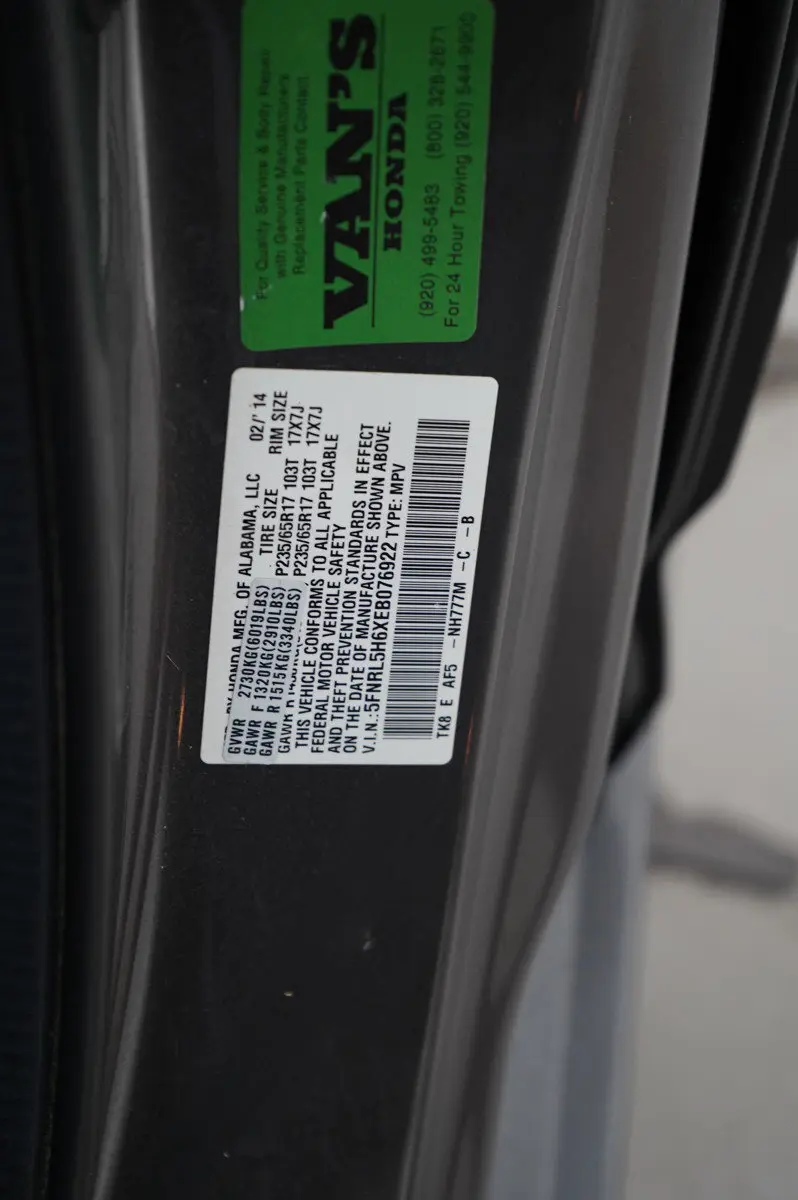 For Quality Service & Body Repair
with Genuine Manufacturers
Replacement Parts Contact
VAN'S
HONDA
(920) 499-5483 (800) 328-2671
For 24 Hour Towing (920) 544-9900
HONDA MFG. OF ALABAMA, LLC 02/'14
GVWR 2730KG(6019LBS) TIRE SIZE RIM SIZE
GAWR F 1320KG(2910LBS) P235/65R17 103T 17X7J
GAWR R 1515KG(3340LBS) P235/65R17 103T 17X7J
GAWR R
THIS VEHICLE CONFORMS TO ALL APPLICABLE
FEDERAL MOTOR VEHICLE SAFETY
AND THEFT PREVENTION STANDARDS IN EFFECT
ON THE DATE OF MANUFACTURE SHOWN ABOVE.
V.I.N.:5FNRL5H6XEB076922 TYPE: MPV
TK8 E AF5 -NH777M -C -B